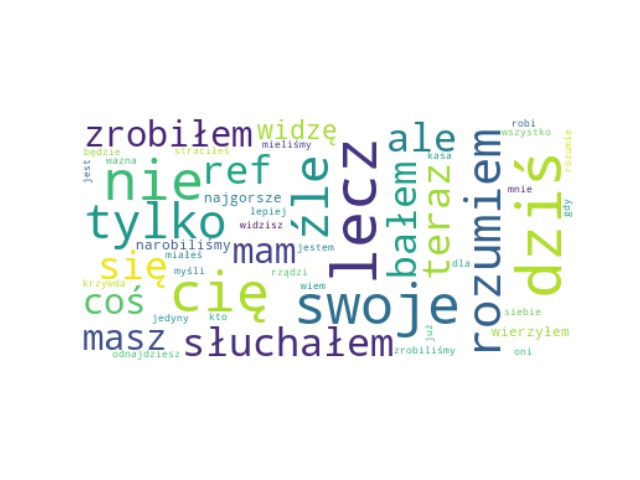 zrobiłem
widzę
ale
robi
wszystko
będzie
straciłeś
mieliśmy
kasa
jest
ważna
nie
ref
źle
lecz
bałem
teraz
rozumiem
dziś
rozumie
mnie
gdy
najgorsze
lepiej
widzisz
tylko
narobiliśmy
mam
jestem
miałeś
się
myśli
rządzi
dla
krzywda
cię
wiem
coś
swoje
jedyny
kto
siebie
już
wierzyłem
masz
słuchałem
odnajdziesz
zrobiliśmy
oni